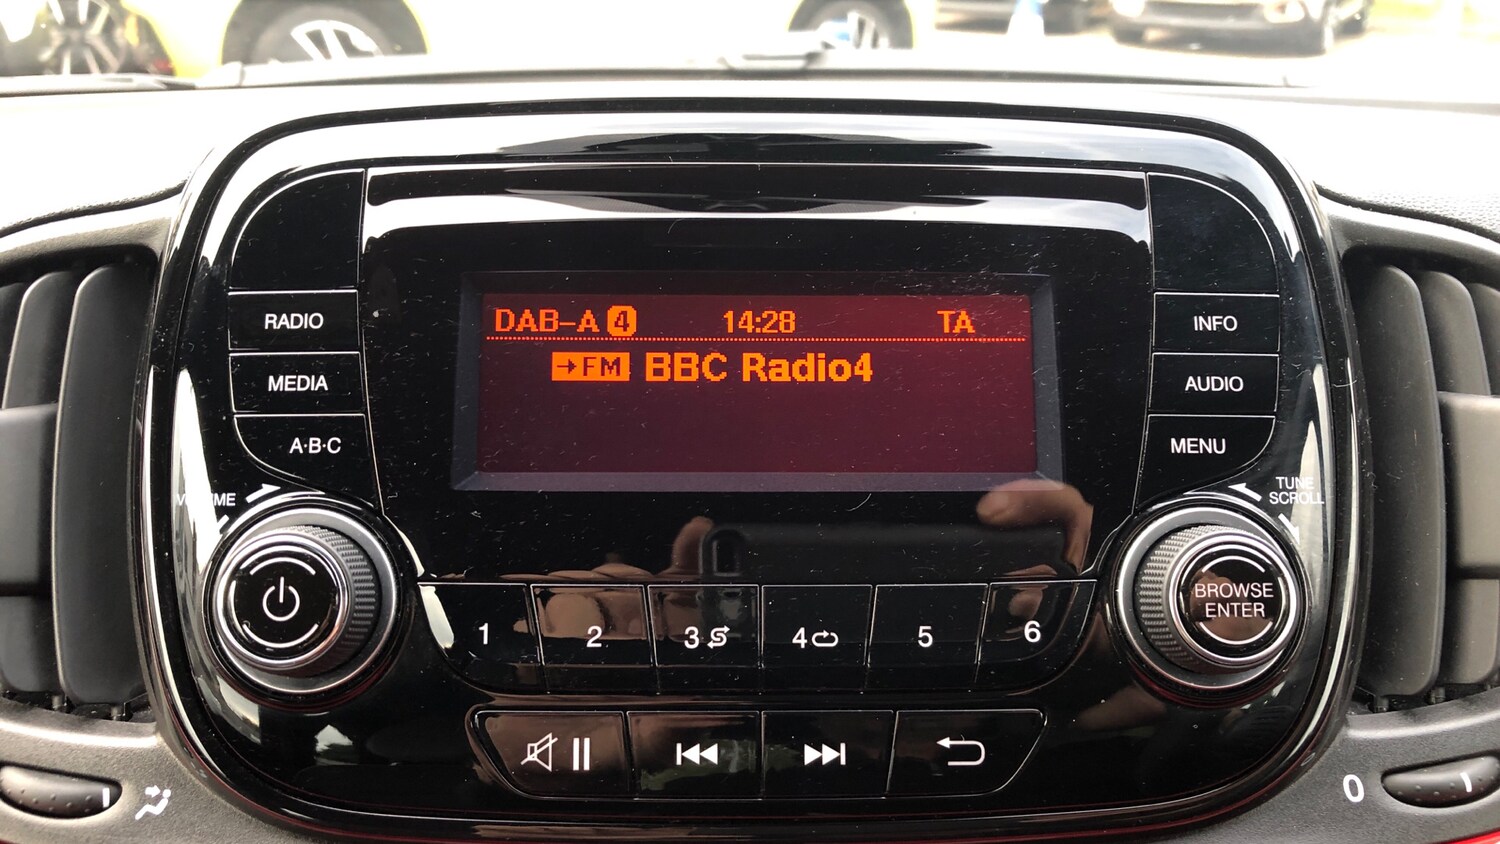 DAB-A 4 14:28 TA
→FM BBC Radio4
RADIO
MEDIA
A·B·C
INFO
AUDIO
MENU
VOLUME
TUNE
SCROLL
BROWSE
ENTER
1 2 3 4 5 6
0